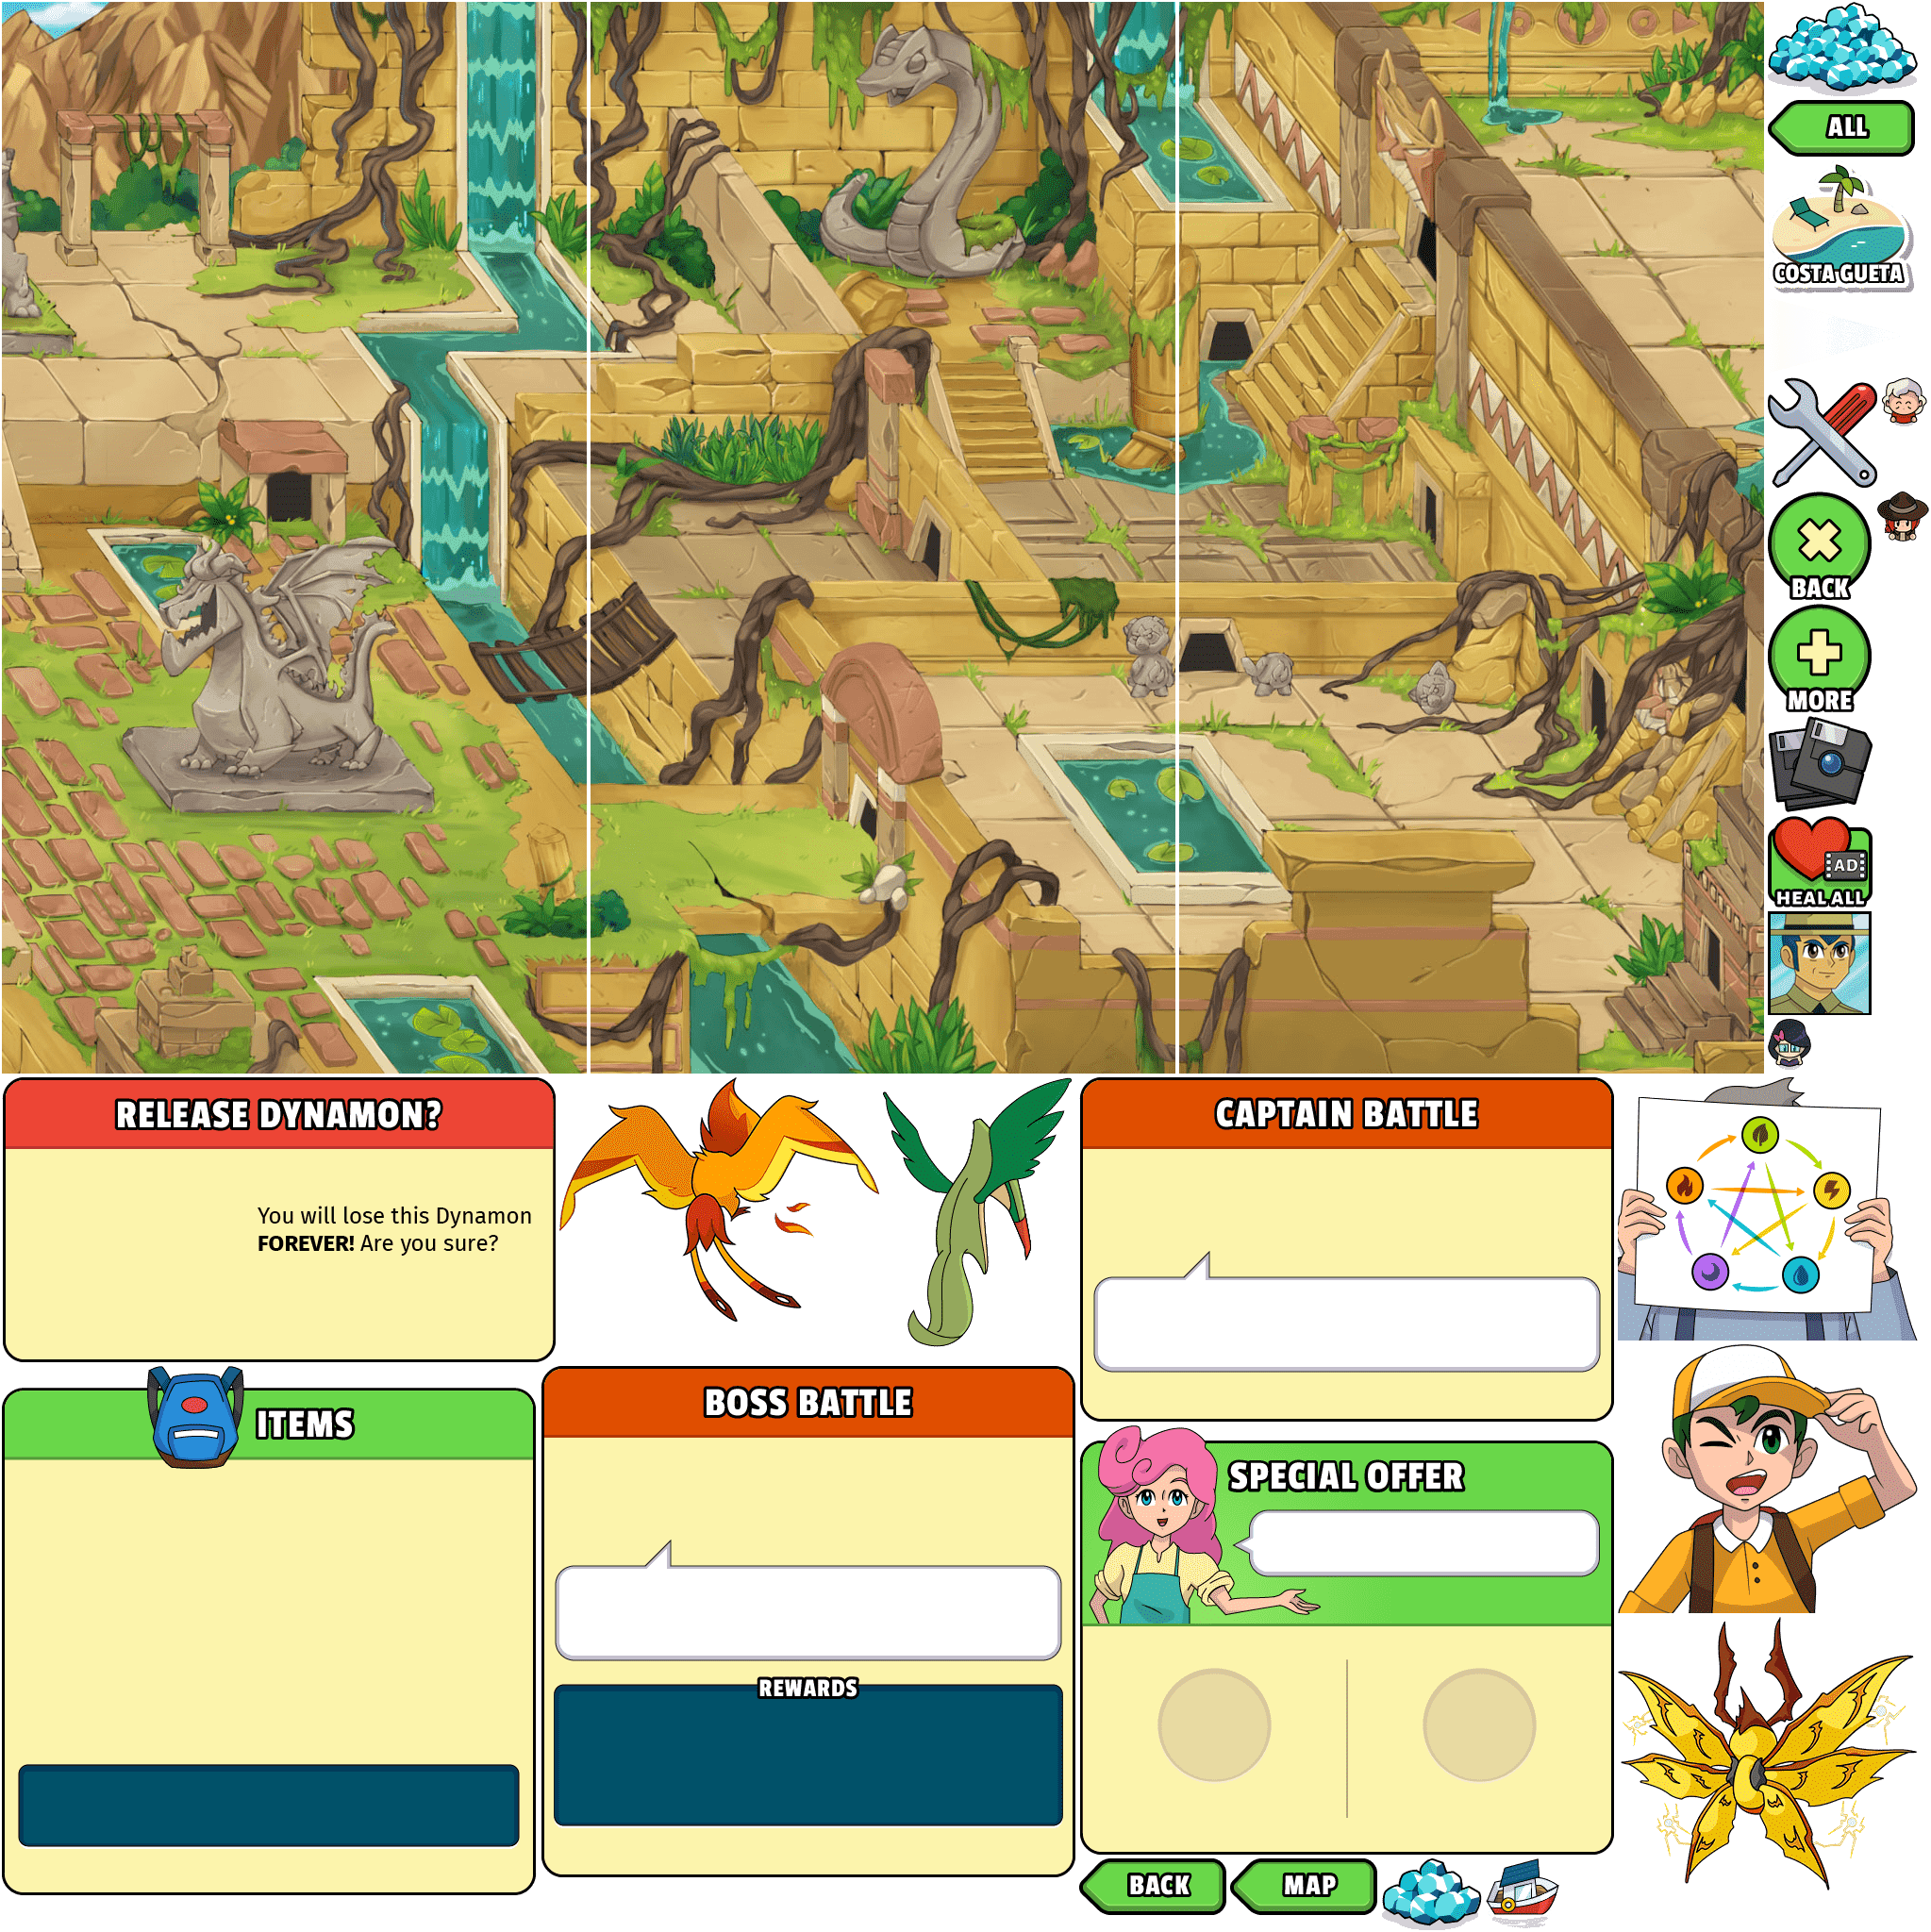 ALL
COSTA GUETA
BACK
MORE
AD
HEAL ALL
RELEASE DYNAMON?
You will lose this Dynamon
FOREVER! Are you sure?
CAPTAIN BATTLE
ITEMS
BOSS BATTLE
REWARDS
SPECIAL OFFER
BACK
MAP